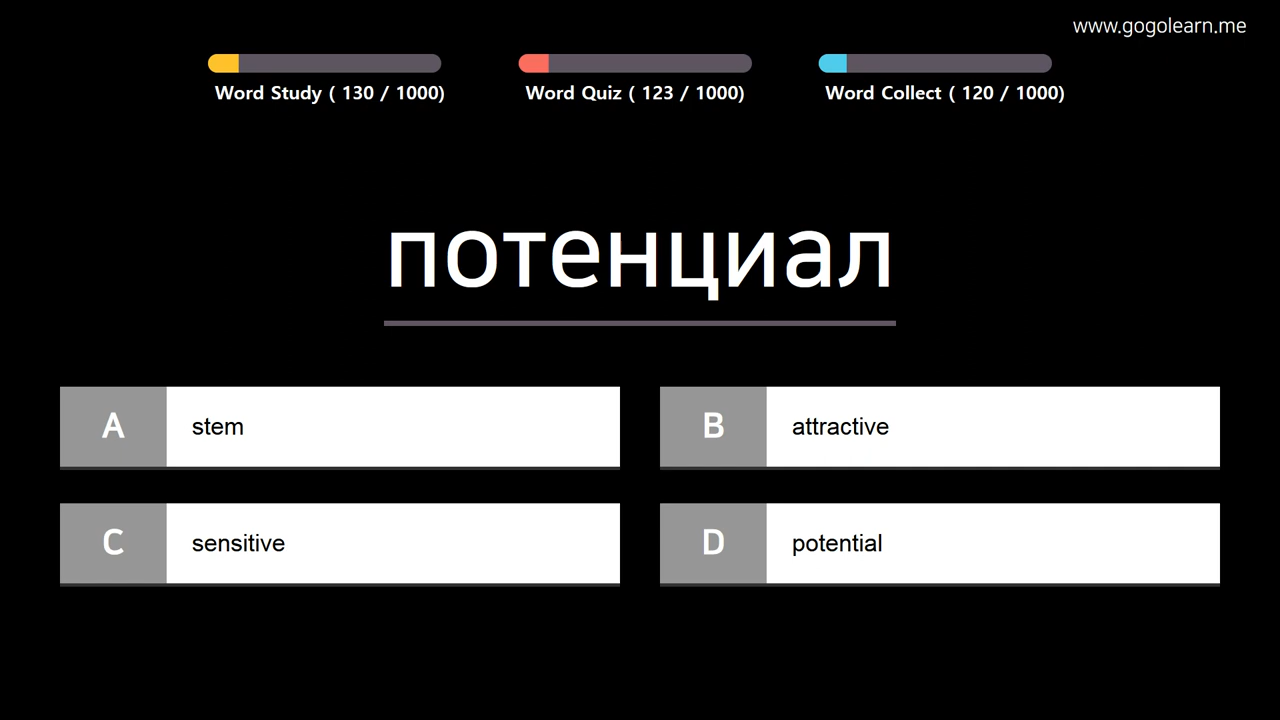 www.gogolearn.me
Word Study ( 130 / 1000)
Word Quiz ( 123 / 1000)
Word Collect ( 120 / 1000)
потенциал
A stem
B attractive
C sensitive
D potential